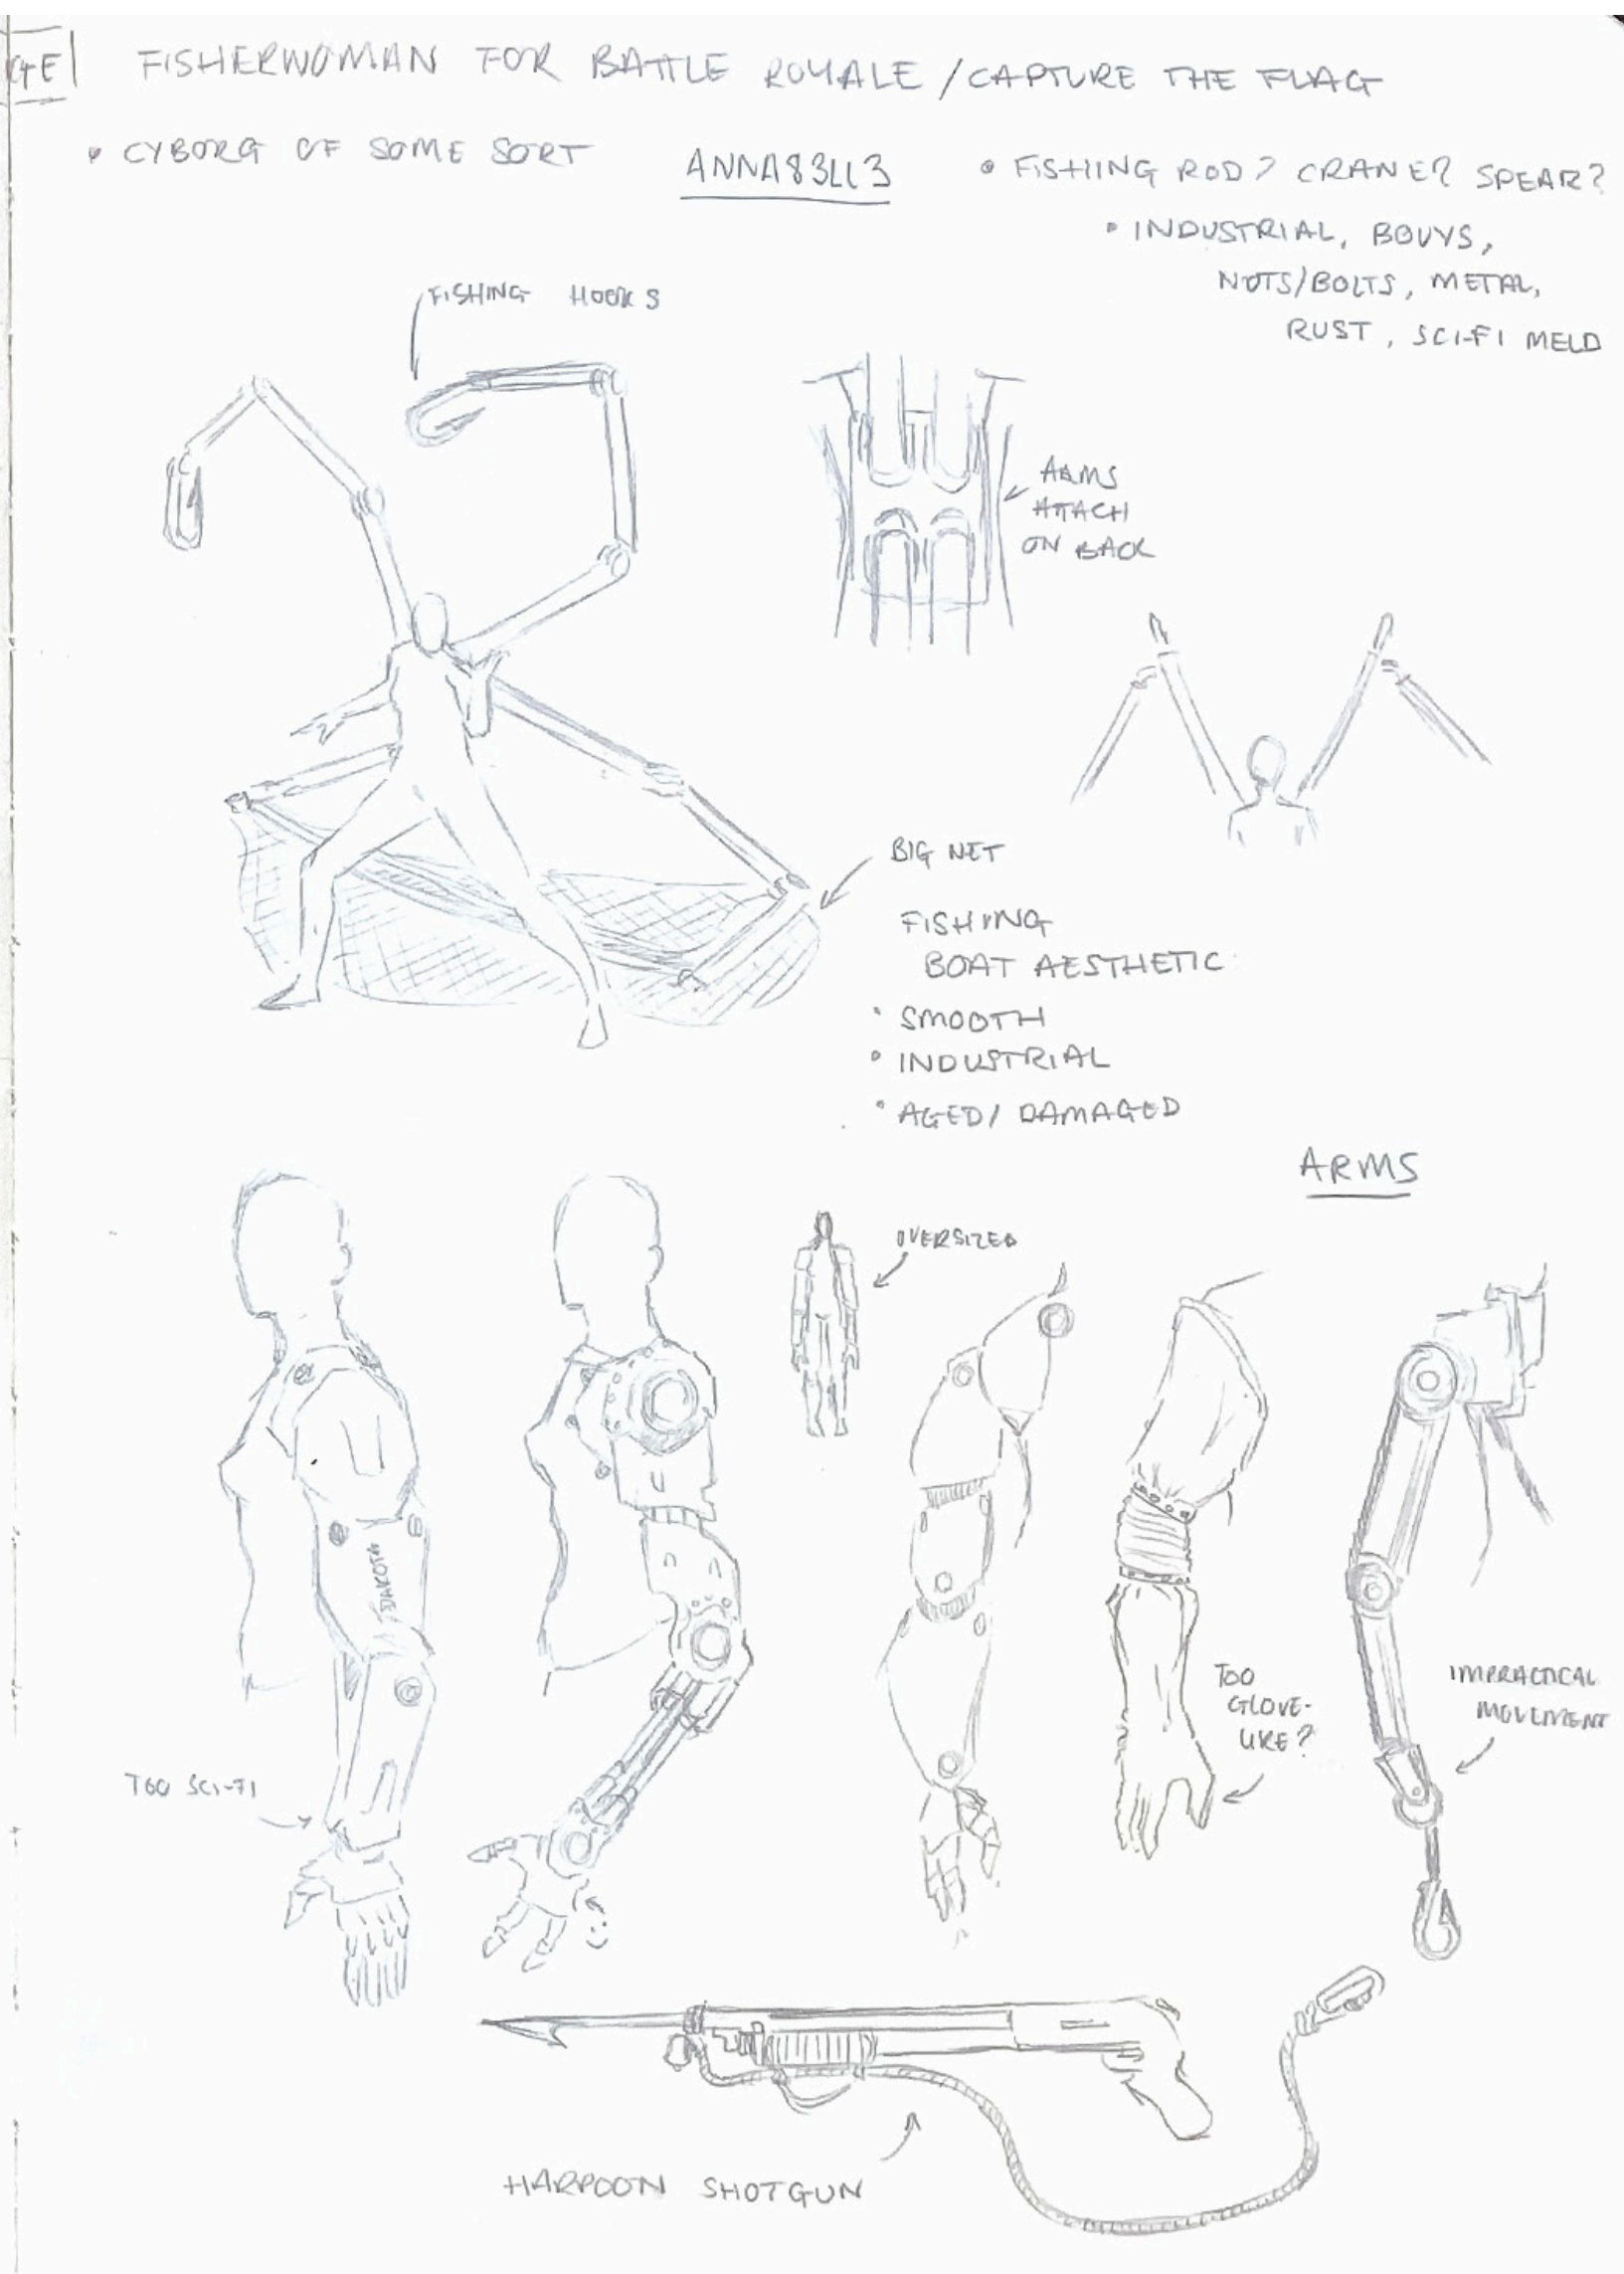 FISHERWOMAN FOR BATTLE ROYALE / CAPTURE THE FLAG
• CYBORG OF SOME SORT
ANNA83LL3
• FISHING ROD? CRANE? SPEAR?
• INDUSTRIAL, BOUYS,
NUTS/BOLTS, METAL,
RUST, SCI-FI MELD
FISHING HOOKS
ARMS
ATTACH
ON BACK
BIG NET
FISHING
BOAT AESTHETIC
• SMOOTH
• INDUSTRIAL
• AGED/ DAMAGED
ARMS
OVERSIZED
DAKOTA
TOO SCI-FI
TOO
GLOVE-
LIKE?
IMPRACTICAL
MOVEMENT
HARPOON SHOTGUN